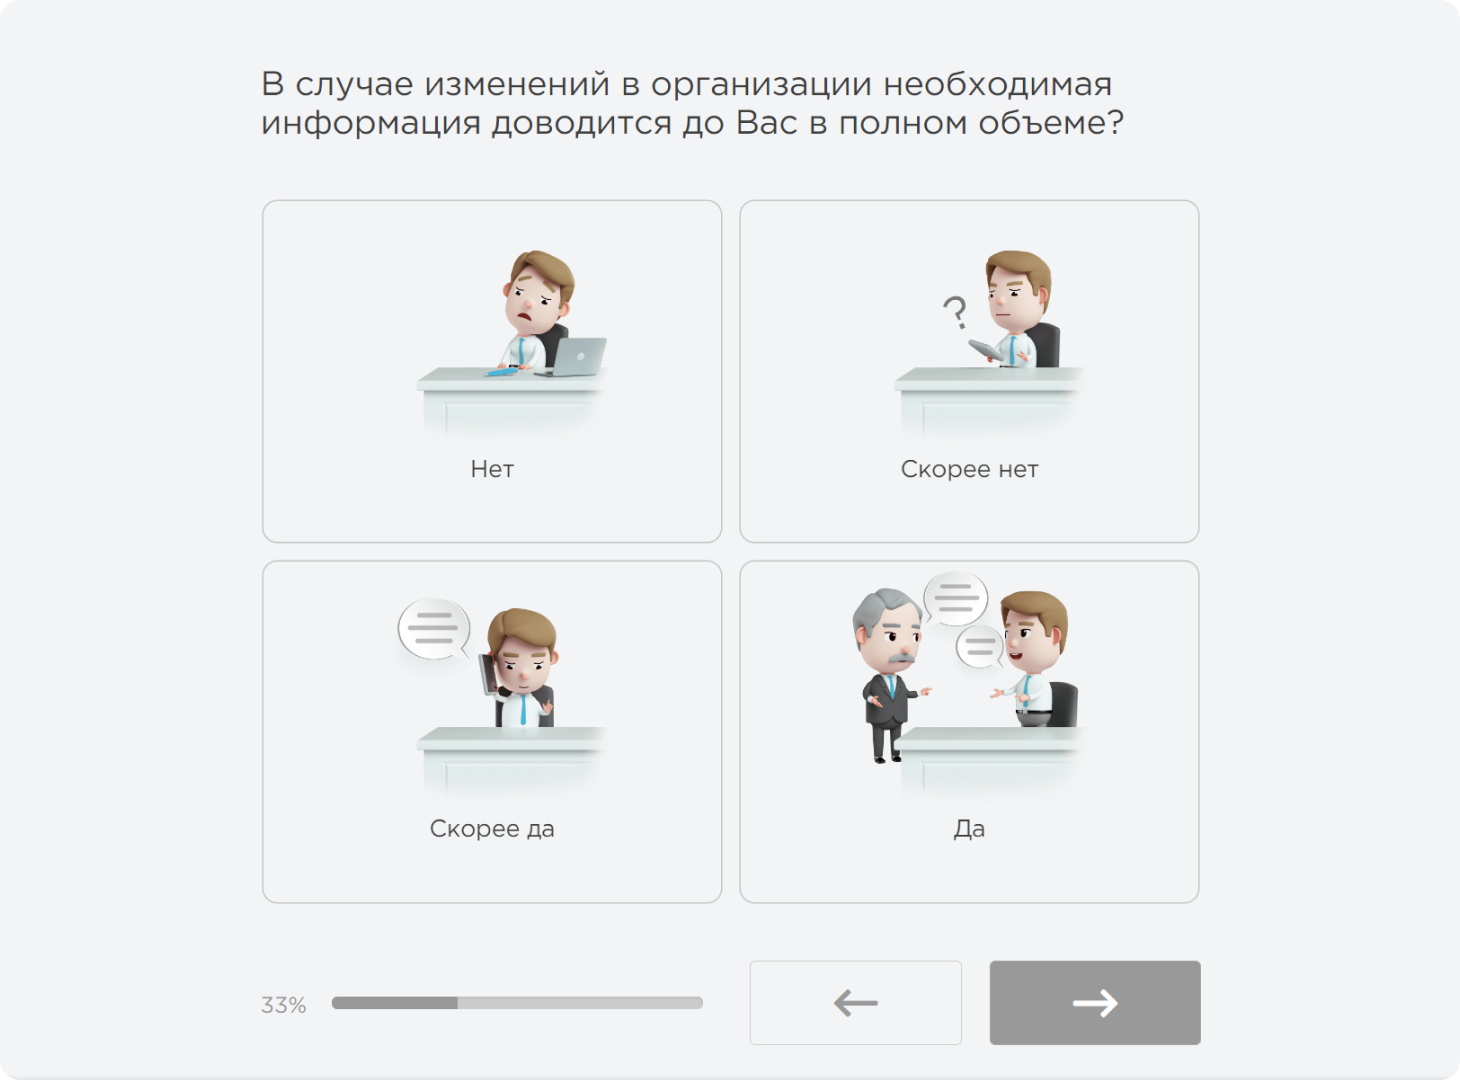 В случае изменений в организации необходимая
информация доводится до Вас в полном объеме?
?
Нет
Скорее нет
Скорее да
Да
33%